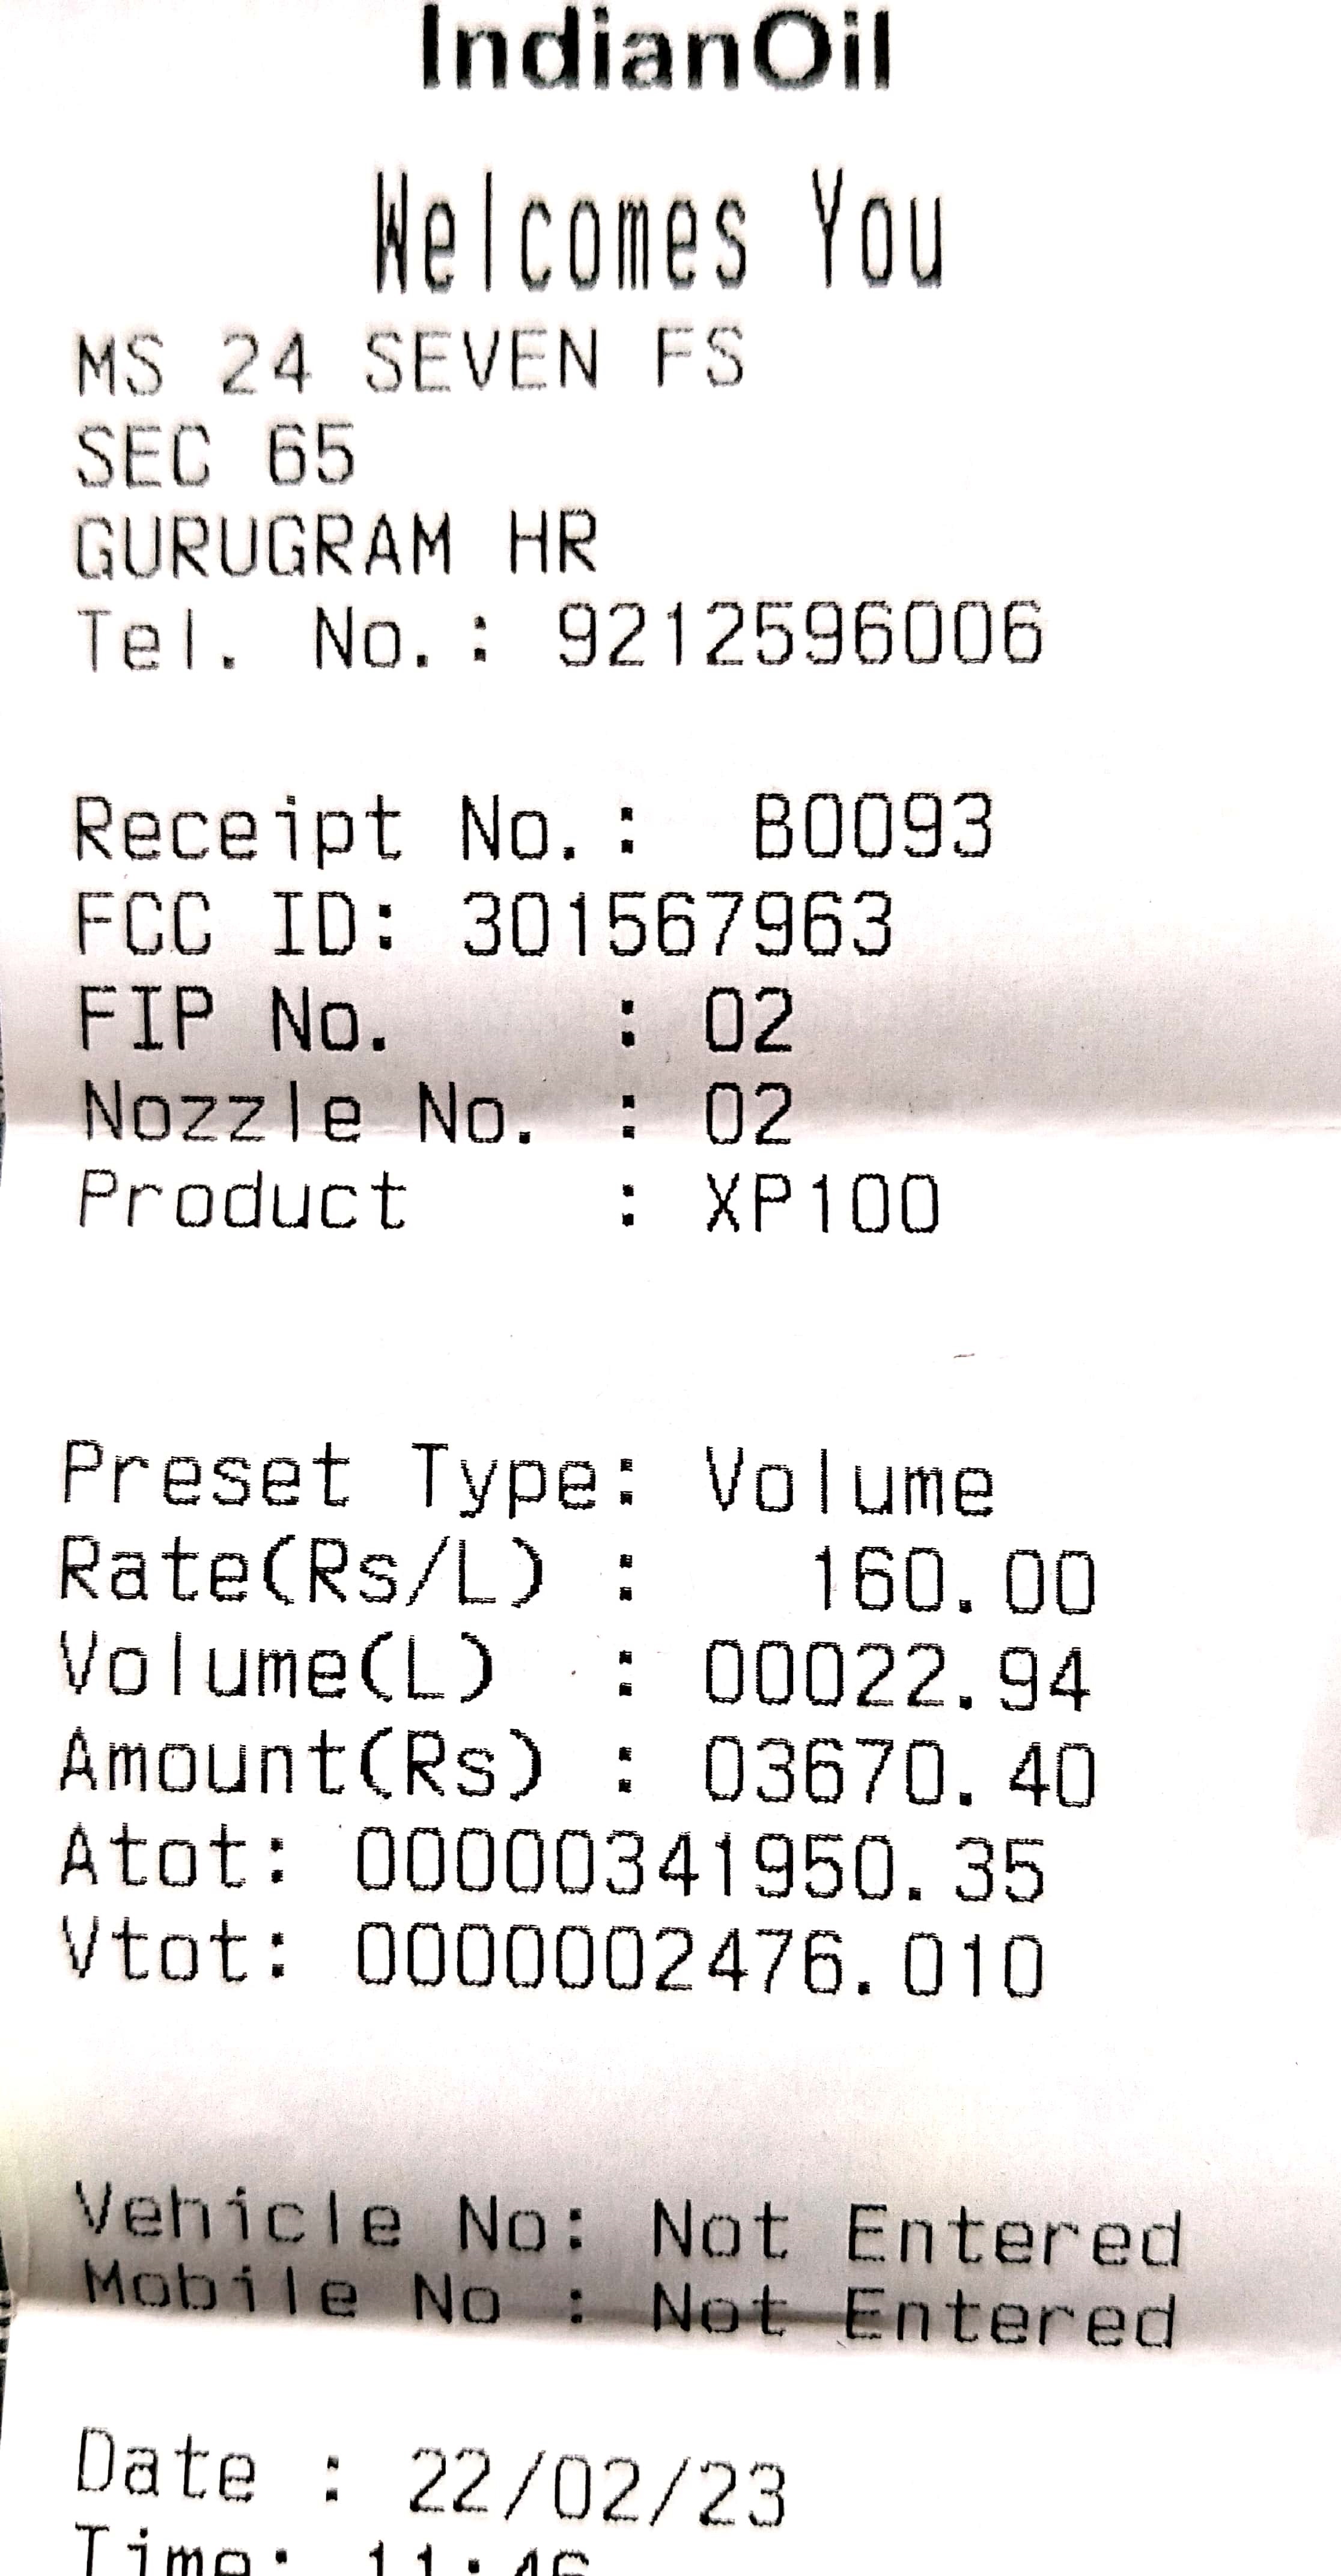 IndianOil
Welcomes You
MS 24 SEVEN FS
SEC 65
GURUGRAM HR
Tel. No.: 9212596006
Receipt No.: B0093
FCC ID: 301567963
FIP No. : 02
Nozzle No. : 02
Product : XP100
Preset Type: Volume
Rate(Rs/L) : 160.00
Volume(L) : 00022.94
Amount(Rs) : 03670.40
Atot: 00000341950.35
Vtot: 0000002476.010
Vehicle No: Not Entered
Mobile No : Not Entered
Date : 22/02/23
Time: 11:46